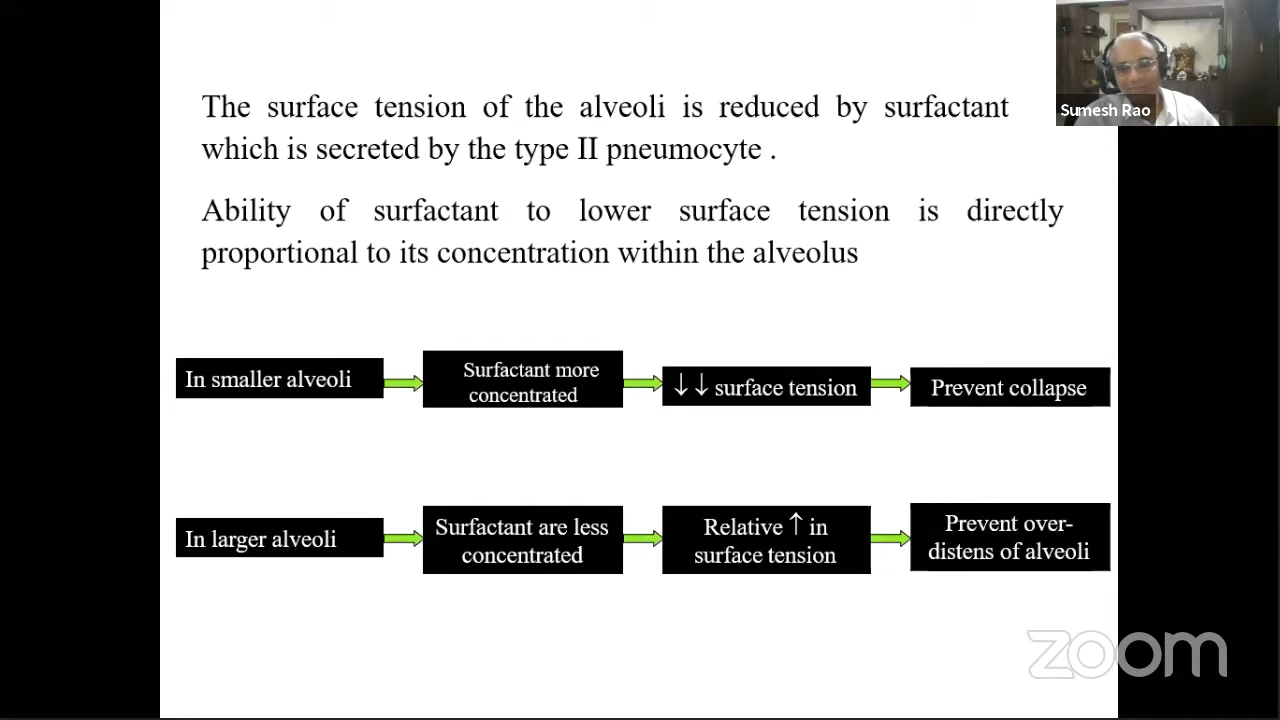 The surface tension of the alveoli is reduced by surfactant
which is secreted by the type II pneumocyte .
Ability of surfactant to lower surface tension is directly
proportional to its concentration within the alveolus
In smaller alveoli
Surfactant more
concentrated
↓↓ surface tension
Prevent collapse
In larger alveoli
Surfactant are less
concentrated
Relative ↑ in
surface tension
Prevent over-
distens of alveoli
Sumesh Rao
zoom